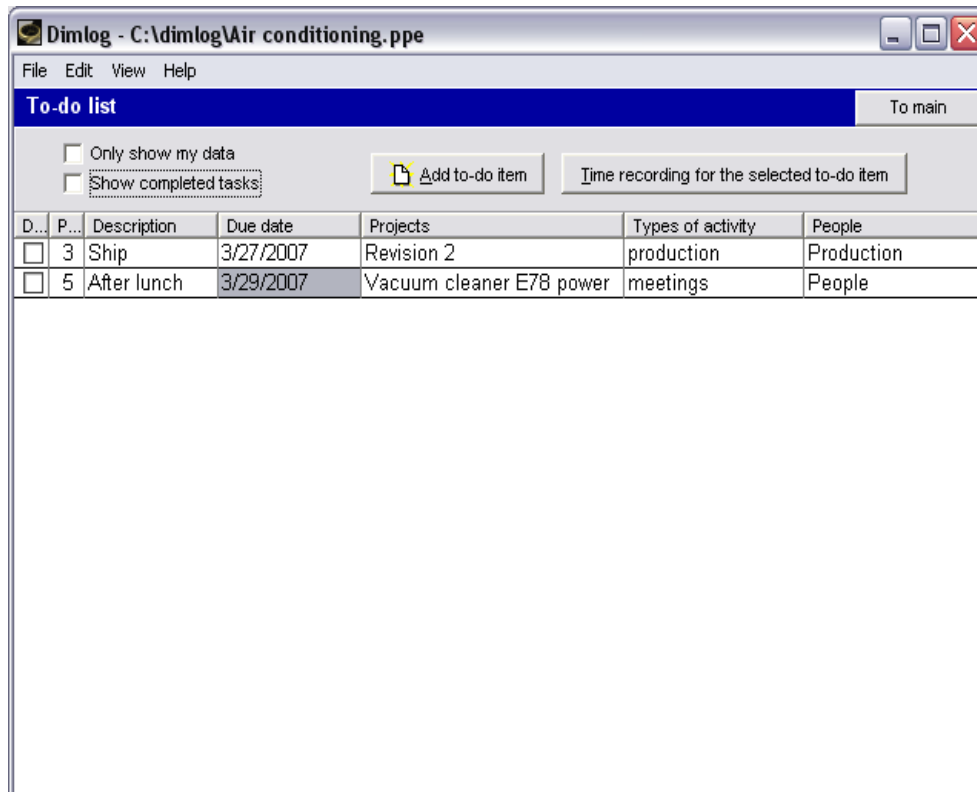 Dimlog - C:\dimlog\Air conditioning.ppe
File Edit View Help
To-do list To main
Only show my data
Show completed tasks
Add to-do item Time recording for the selected to-do item
D... P... Description Due date Projects Types of activity People
3 Ship 3/27/2007 Revision 2 production Production
5 After lunch 3/29/2007 Vacuum cleaner E78 power meetings People